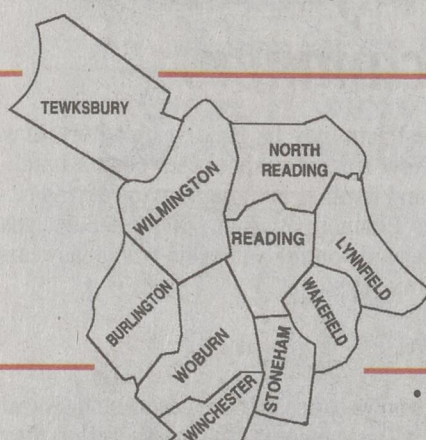 TEWKSBURY
NORTH
READING
WILMINGTON
READING
LYNNFIELD
BURLINGTON
WAKEFIELD
WOBURN
STONEHAM
WINCHESTER